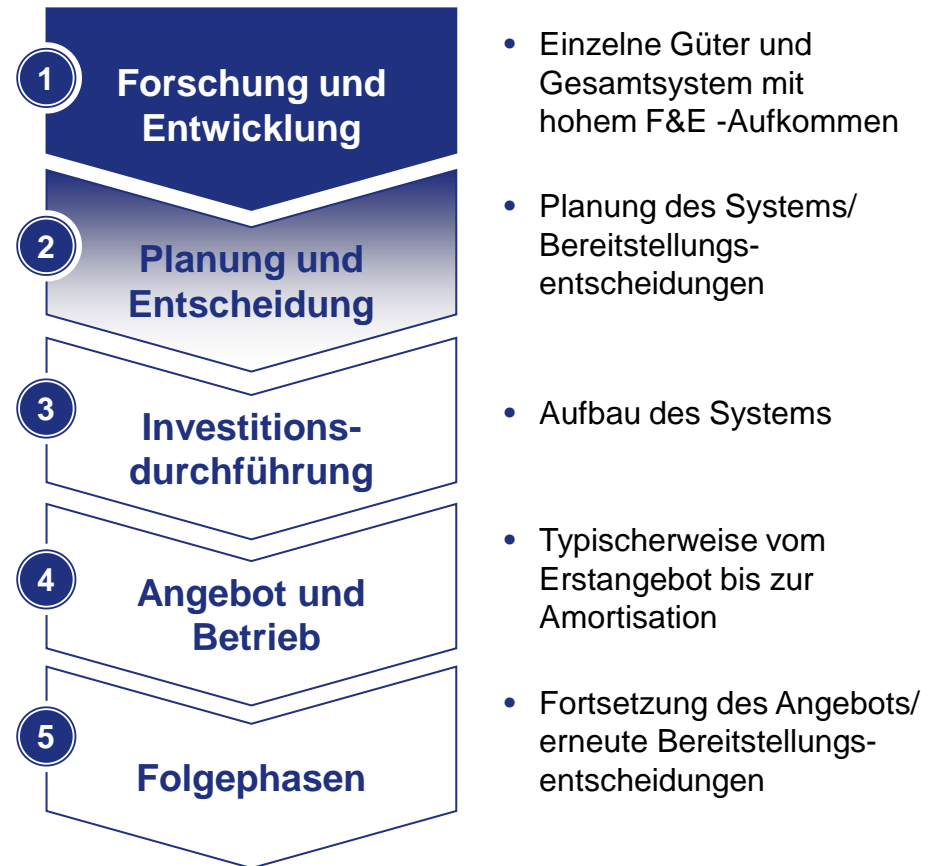 1
Forschung und
Entwicklung
• Einzelne Güter und
Gesamtsystem mit
hohem F&E -Aufkommen
2
Planung und
Entscheidung
• Planung des Systems/
Bereitstellungs-
entscheidungen
3
Investitions-
durchführung
• Aufbau des Systems
4
Angebot und
Betrieb
• Typischerweise vom
Erstangebot bis zur
Amortisation
5
Folgephasen
• Fortsetzung des Angebots/
erneute Bereitstellungs-
entscheidungen